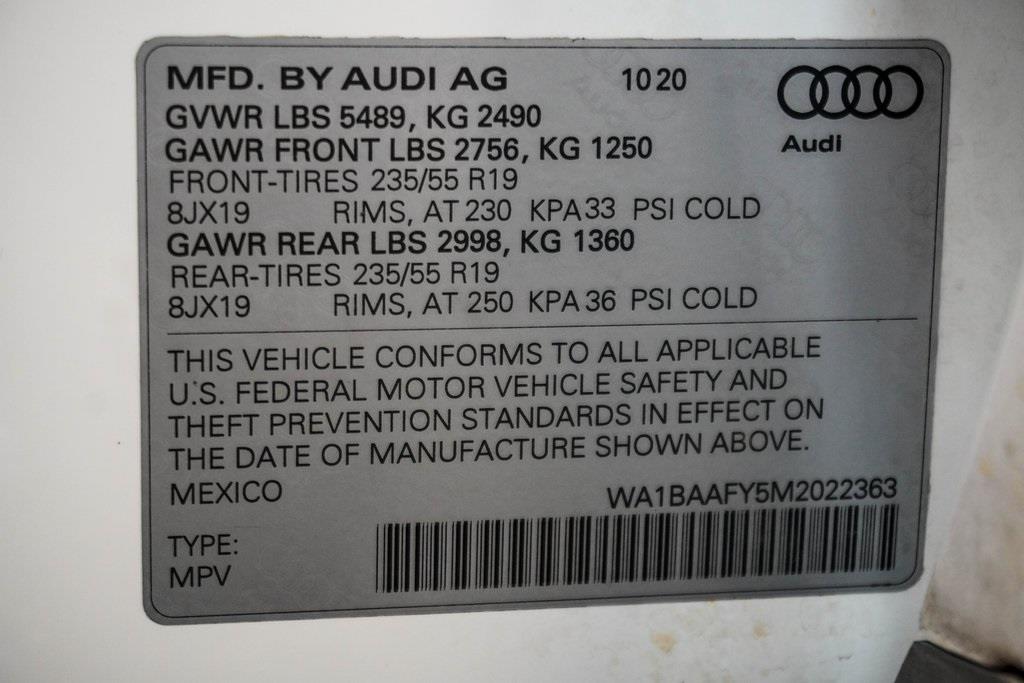 MFD. BY AUDI AG 10 20
GVWR LBS 5489, KG 2490
GAWR FRONT LBS 2756, KG 1250
FRONT-TIRES 235/55 R19
8JX19 RIMS, AT 230 KPA 33 PSI COLD
GAWR REAR LBS 2998, KG 1360
REAR-TIRES 235/55 R19
8JX19 RIMS, AT 250 KPA 36 PSI COLD
Audi
THIS VEHICLE CONFORMS TO ALL APPLICABLE
U.S. FEDERAL MOTOR VEHICLE SAFETY AND
THEFT PREVENTION STANDARDS IN EFFECT ON
THE DATE OF MANUFACTURE SHOWN ABOVE.
MEXICO WA1BAAFY5M2022363
TYPE:
MPV